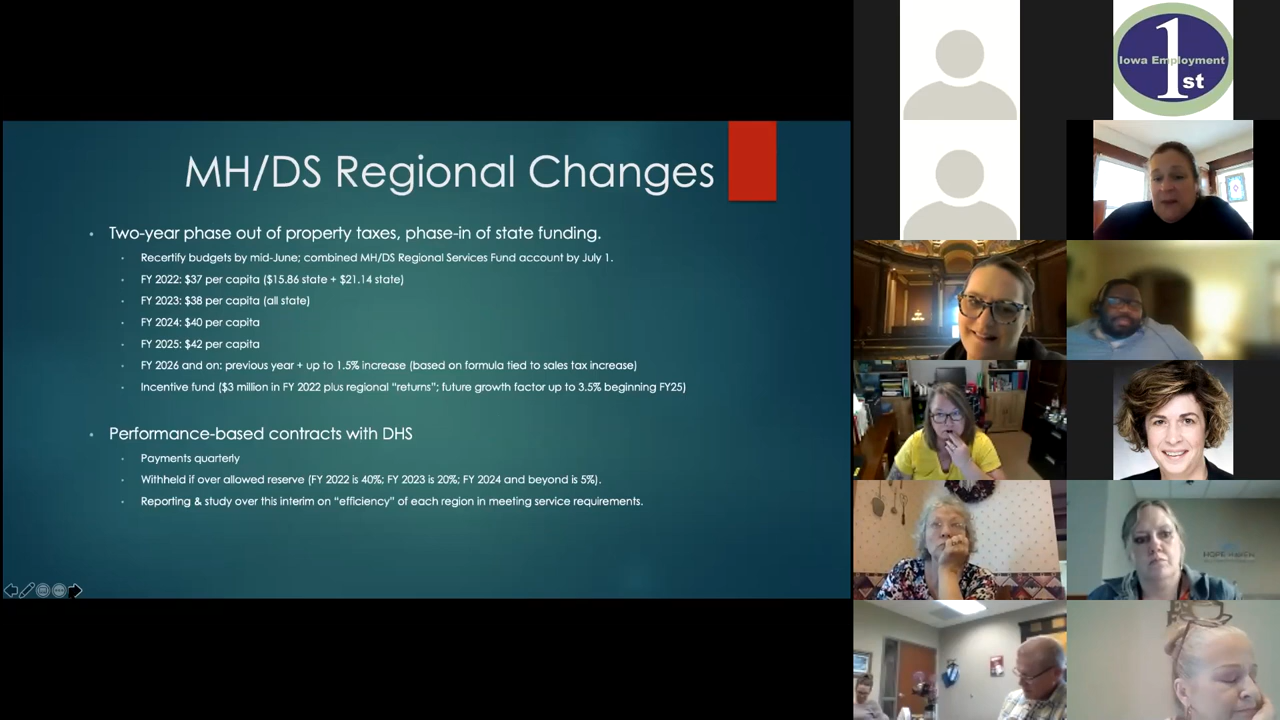 MH/DS Regional Changes
Two-year phase out of property taxes, phase-in of state funding.
Recertify budgets by mid-June; combined MH/DS Regional Services Fund account by July 1.
FY 2022: $37 per capita ($15.86 state + $21.14 state)
FY 2023: $38 per capita (all state)
FY 2024: $40 per capita
FY 2025: $42 per capita
FY 2026 and on: previous year + up to 1.5% increase (based on formula tied to sales tax increase)
Incentive fund ($3 million in FY 2022 plus regional “returns”; future growth factor up to 3.5% beginning FY25)
Performance-based contracts with DHS
Payments quarterly
Withheld if over allowed reserve (FY 2022 is 40%; FY 2023 is 20%; FY 2024 and beyond is 5%).
Reporting & study over this interim on “efficiency” of each region in meeting service requirements.
1
Iowa Employment
st
HOPE HAVEN